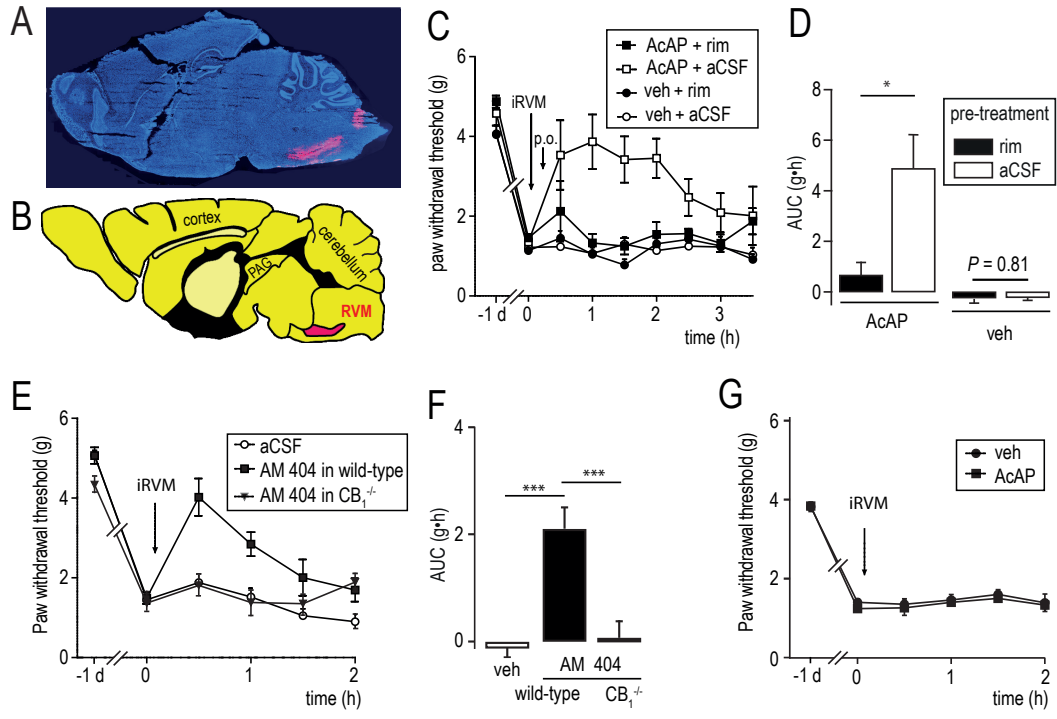 A
B
cortex
PAG
cerebellum
RVM
C
AcAP + rim
AcAP + aCSF
veh + rim
veh + aCSF
iRVM
p.o.
paw withdrawal threshold (g)
6
4
2
0
-1 d
0
1
2
3
time (h)
D
AUC (g•h)
8
6
4
2
0
*
pre-treatment
rim
aCSF
P = 0.81
AcAP
veh
E
Paw withdrawal threshold (g)
6
4
2
0
iRVM
aCSF
AM 404 in wild-type
AM 404 in CB₁⁻/⁻
-1 d
0
1
2
time (h)
F
AUC (g•h)
2
0
***
***
veh
AM 404
wild-type
CB₁⁻/⁻
G
Paw withdrawal threshold (g)
6
4
2
0
iRVM
veh
AcAP
-1 d
0
1
2
time (h)